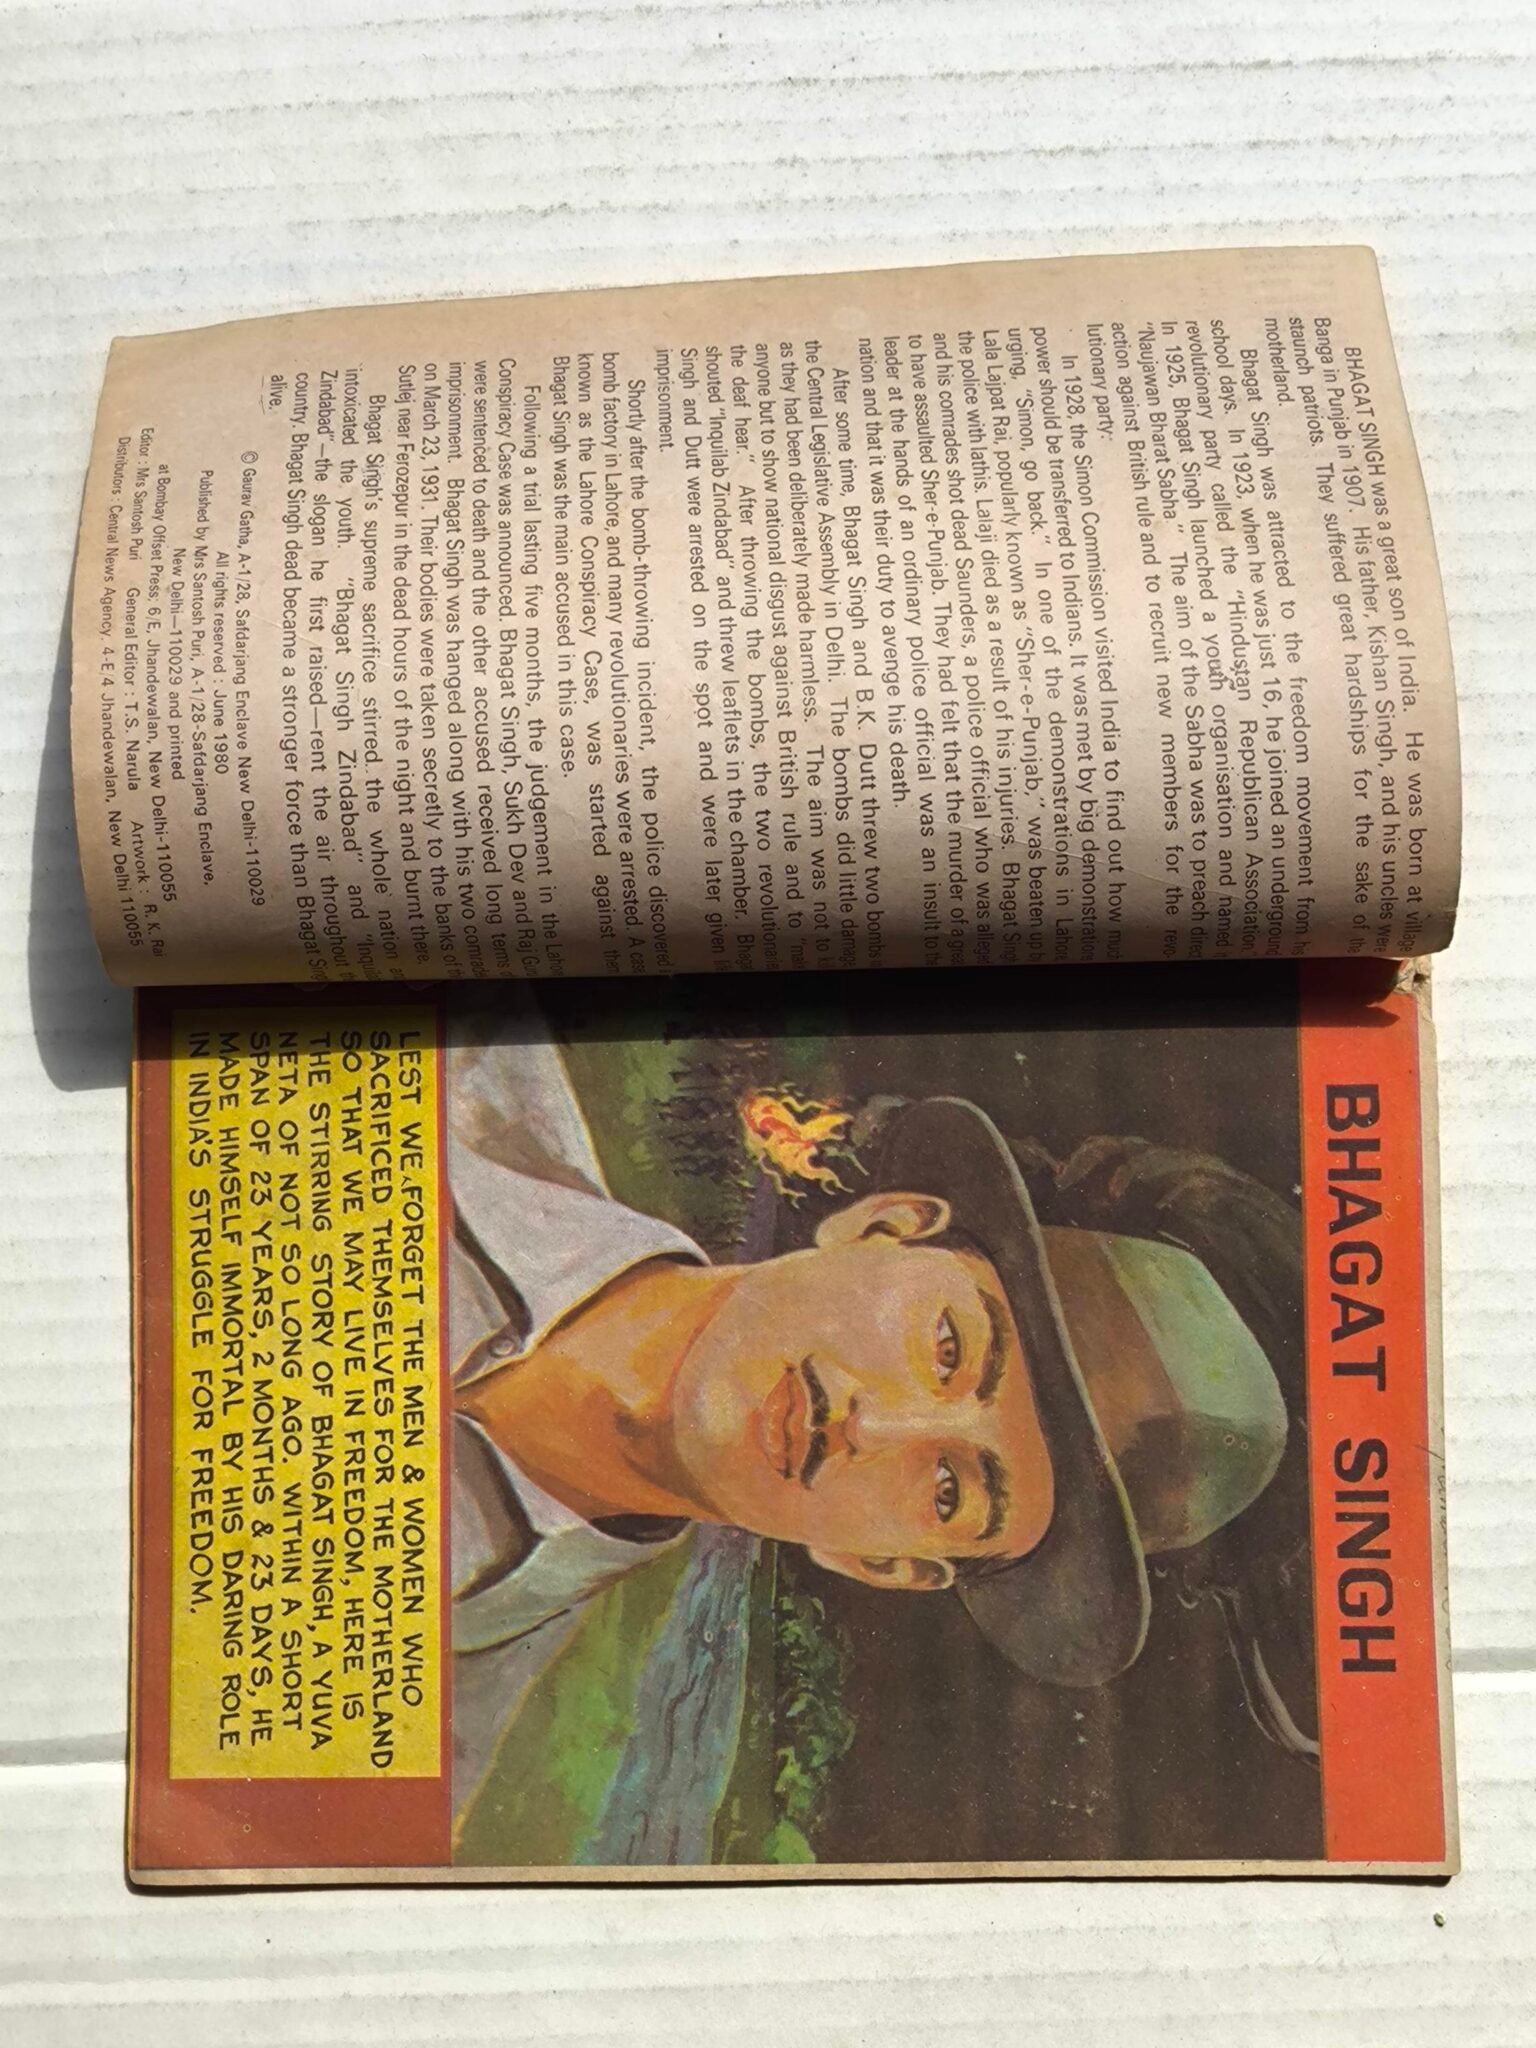 BHAGAT SINGH was a great son of India. He was born at village
Banga in Punjab in 1907. His father, Kishan Singh, and his uncles were
staunch patriots. They suffered great hardships for the sake of the
motherland.
Bhagat Singh was attracted to the freedom movement from his
school days. In 1923, when he was just 16, he joined an underground
revolutionary party called the "Hindustan Republican Association"
In 1925, Bhagat Singh launched a youth organisation and named it
"Naujawan Bharat Sabha." The aim of the Sabha was to preach direct
action against British rule and to recruit new members for the revo-
lutionary party.
In 1928, the Simon Commission visited India to find out how much
power should be transferred to Indians. It was met by big demonstrations
urging, "Simon, go back." In one of the demonstrations in Lahore
Lala Lajpat Rai, popularly known as "Sher-e-Punjab," was beaten up by
the police with lathis. Lalaji died as a result of his injuries. Bhagat Singh
and his comrades shot dead Saunders, a police official who was alleged
to have assaulted Sher-e-Punjab. They had felt that the murder of a great
leader at the hands of an ordinary police official was an insult to the
nation and that it was their duty to avenge his death.
After some time, Bhagat Singh and B.K. Dutt threw two bombs in
the Central Legislative Assembly in Delhi. The bombs did little damage
as they had been deliberately made harmless. The aim was not to kill
anyone but to show national disgust against British rule and to "make
the deaf hear." After throwing the bombs, the two revolutionaries
shouted "Inquilab Zindabad" and threw leaflets in the chamber. Bhagat
Singh and Dutt were arrested on the spot and were later given life
imprisonment.
Shortly after the bomb-throwing incident, the police discovered a
bomb factory in Lahore, and many revolutionaries were arrested. A case
known as the Lahore Conspiracy Case, was started against them
Bhagat Singh was the main accused in this case.
Following a trial lasting five months, the judgement in the Lahore
Conspiracy Case was announced. Bhagat Singh, Sukh Dev and Raj Guru
were sentenced to death and the other accused received long terms of
imprisonment. Bhagat Singh was hanged along with his two comrades
on March 23, 1931. Their bodies were taken secretly to the banks of the
Sutlej near Ferozepur in the dead hours of the night and burnt there.
Bhagat Singh's supreme sacrifice stirred the whole nation and
intoxicated the youth. "Bhagat Singh Zindabad" and "Inquilab
Zindabad"—the slogan he first raised—rent the air throughout the
country. Bhagat Singh dead became a stronger force than Bhagat Singh
alive.
© Gaurav Gatha, A-1/28, Safdarjang Enclave New Delhi-110029
All rights reserved : June 1980
Published by Mrs Santosh Puri, A-1/28-Safdarjang Enclave,
New Delhi—110029 and printed
at Bombay Offset Press, 6/E, Jhandewalan, New Delhi-110055
Editor : Mrs Santosh Puri General Editor : T.S. Narula Artwork : R. K. Rai
Distributors : Central News Agency, 4-E/4 Jhandewalan, New Delhi 110055
BHAGAT SINGH
LEST WE FORGET THE MEN & WOMEN WHO
SACRIFICED THEMSELVES FOR THE MOTHERLAND
SO THAT WE MAY LIVE IN FREEDOM, HERE IS
THE STIRRING STORY OF BHAGAT SINGH, A YUVA
NETA OF NOT SO LONG AGO. WITHIN A SHORT
SPAN OF 23 YEARS, 2 MONTHS & 23 DAYS, HE
MADE HIMSELF IMMORTAL BY HIS DARING ROLE
IN INDIA'S STRUGGLE FOR FREEDOM.